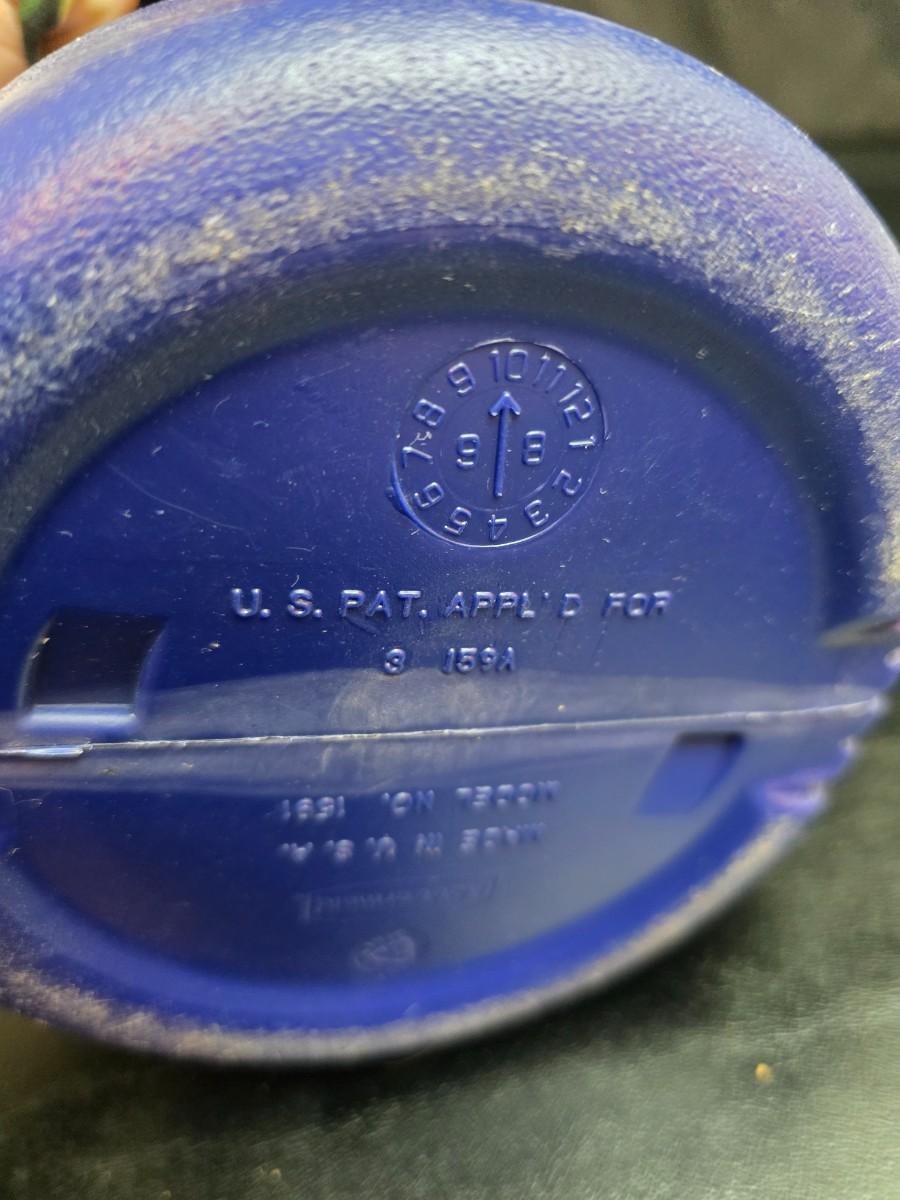 10 11 12 1 2 3 4 5 6 7 8 9
9 8
U. S. PAT. APPL'D FOR
3 159A
MADE IN U. S. A.
MODEL NO. 1691